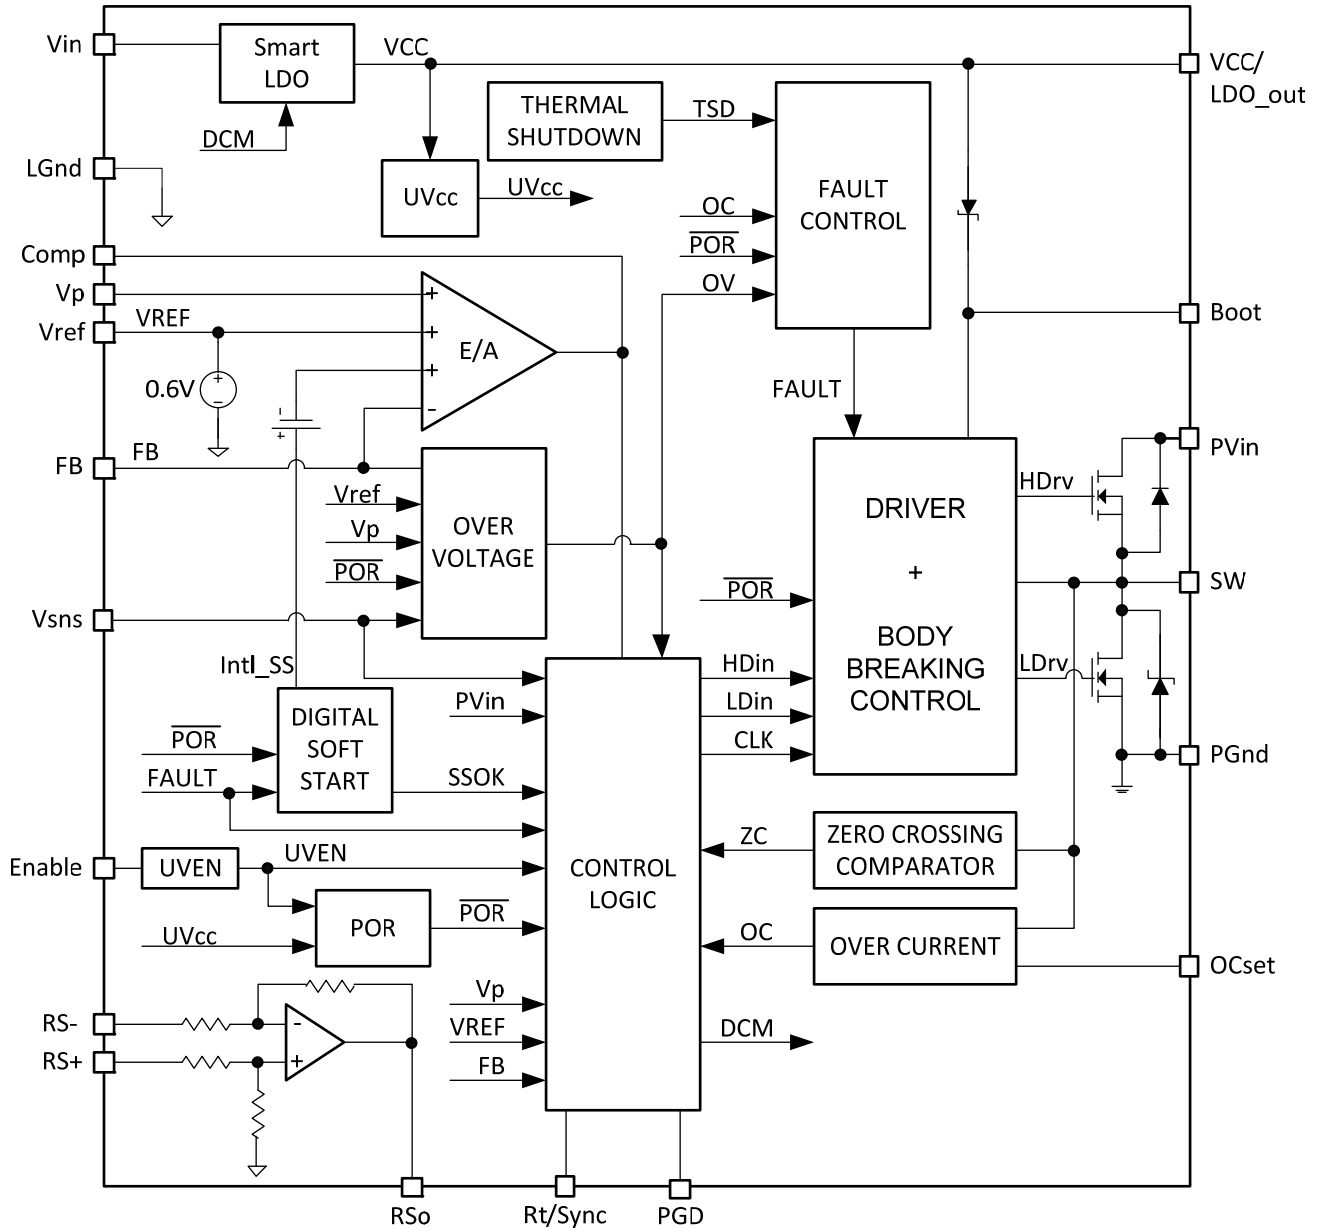 Vin
Smart
LDO
VCC
VCC/
LDO_out
DCM
THERMAL
SHUTDOWN
TSD
LGnd
UVcc
UVcc
FAULT
CONTROL
OC
POR
OV
Comp
Vp
Vref
VREF
+
+
+
-
E/A
0.6V
+
-
-
+
Boot
FAULT
FB
FB
PVin
Vref
Vp
POR
OVER
VOLTAGE
DRIVER
+
BODY
BREAKING
CONTROL
HDrv
SW
POR
Vsns
Intl_SS
LDrv
HDin
LDin
CLK
PVin
DIGITAL
SOFT
START
POR
FAULT
SSOK
PGnd
Enable
UVEN
UVEN
CONTROL
LOGIC
ZC
ZERO CROSSING
COMPARATOR
POR
POR
UVcc
OC
OVER CURRENT
OCset
Vp
VREF
FB
DCM
RS-
RS+
-
+
RSo
Rt/Sync
PGD